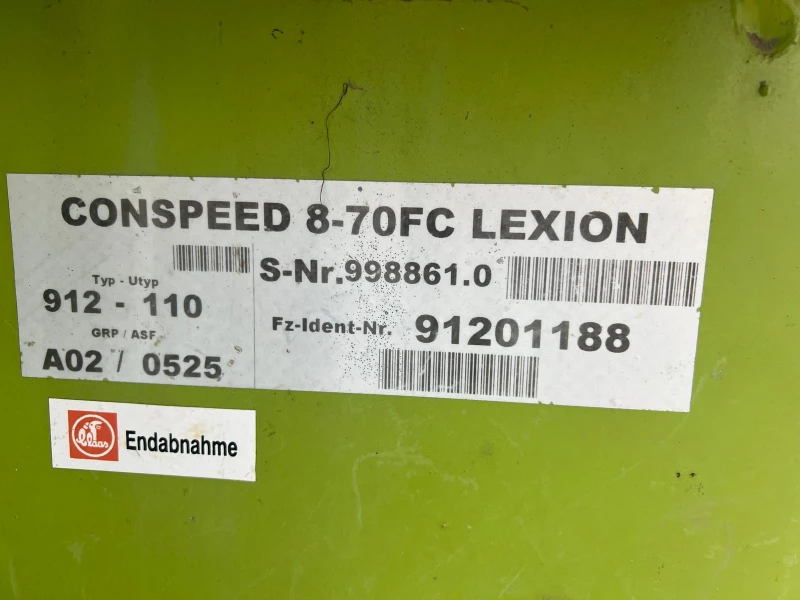 CONSPEED 8-70FC LEXION
Typ - Utyp
912 - 110
GRP / ASF
A02 / 0525
S-Nr.998861.0
Fz-Ident-Nr. 91201188
Claas
Endabnahme